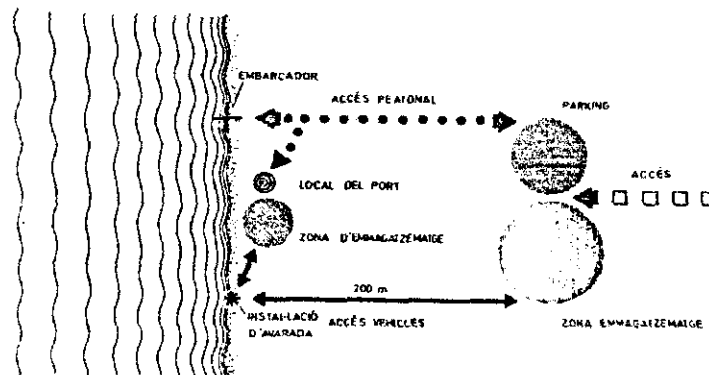 EMBARCADOR
ACCÉS PEATONAL
PARKING
ACCÉS
LOCAL DEL PORT
ZONA D'EMMAGATZEMATGE
200 m
INSTAL·LACIÓ
D'AVARADA
ACCÉS VEHICLES
ZONA EMMAGATZEMATGE